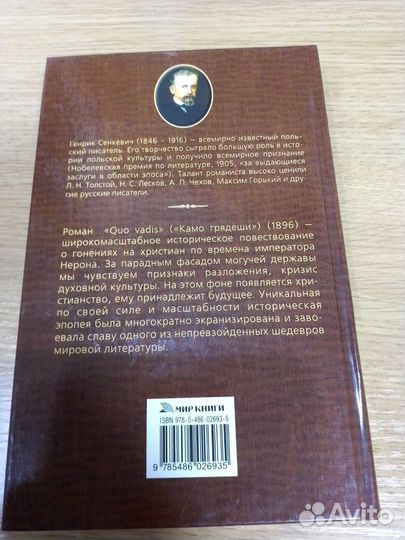 Генрик Сенкевич (1846 - 1916) – всемирно известный поль-
ский писатель. Его творчество сыграло большую роль в исто-
рии польской культуры и получило всемирное признание
(Нобелевская премия по литературе, 1905, «за выдающиеся
заслуги в области эпоса»). Талант романиста высоко ценили
Л. Н. Толстой, Н. С. Лесков, А. П. Чехов, Максим Горький и дру-
гие русские писатели.
Роман «Quo vadis» («Камо грядеши») (1896) –
широкомасштабное историческое повествование
о гонениях на христиан во времена императора
Нерона. За парадным фасадом могучей державы
мы чувствуем признаки разложения, кризис
духовной культуры. На этом фоне появляется хри-
стианство, ему принадлежит будущее. Уникальная
по своей силе и масштабности историческая
эпопея была многократно экранизирована и заво-
евала славу одного из непревзойденных шедевров
мировой литературы.
МИР КНИГИ
ISBN 978-5-486-02693-5
9 785486 026935
Avito